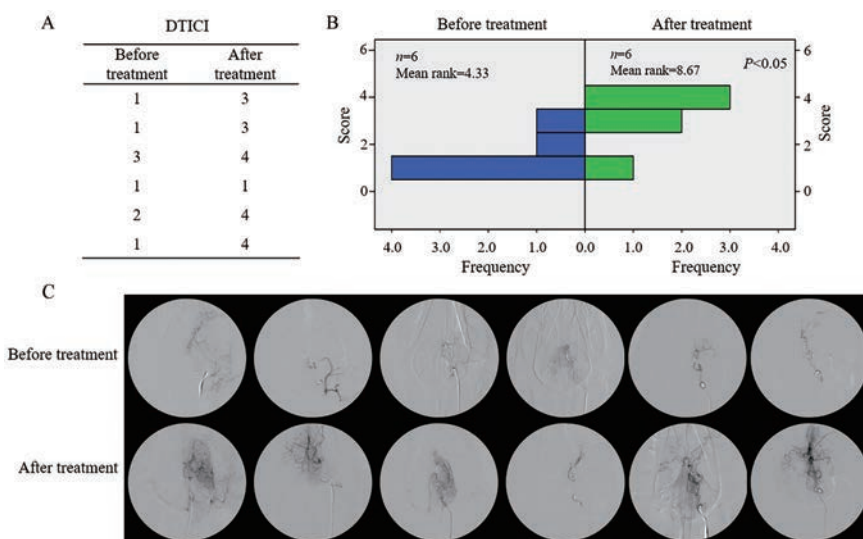 A
DTICI
Before treatment
After treatment
1 3
1 3
3 4
1 1
2 4
1 4
B
Before treatment
After treatment
n=6
Mean rank=4.33
n=6
Mean rank=8.67
P<0.05
Score
6
4
2
0
6
4
2
0
Score
4.0 3.0 2.0 1.0 0.0 1.0 2.0 3.0 4.0
Frequency
Frequency
C
Before treatment
After treatment